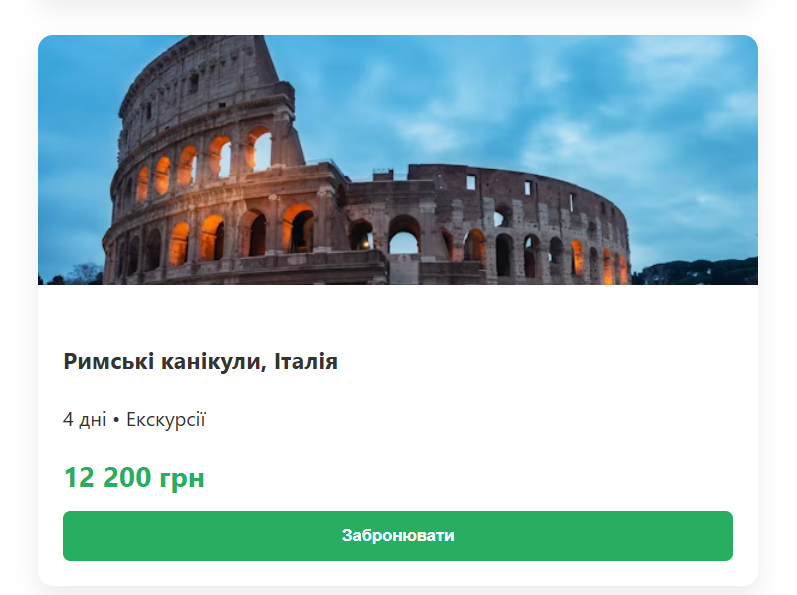 Римські канікули, Італія
4 дні • Екскурсії
12 200 грн
Забронювати